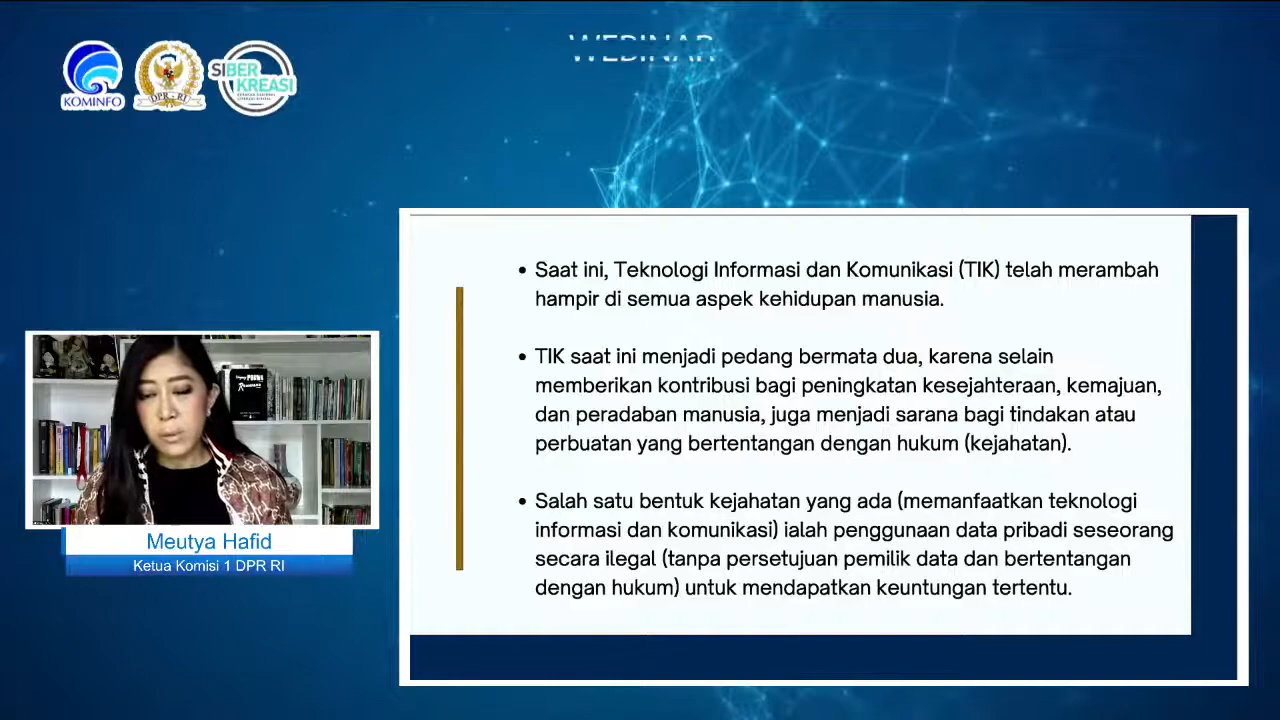 WEBINAR
KOMINFO
DPR - RI
SIBER
KREASI
Saat ini, Teknologi Informasi dan Komunikasi (TIK) telah merambah
hampir di semua aspek kehidupan manusia.
TIK saat ini menjadi pedang bermata dua, karena selain
memberikan kontribusi bagi peningkatan kesejahteraan, kemajuan,
dan peradaban manusia, juga menjadi sarana bagi tindakan atau
perbuatan yang bertentangan dengan hukum (kejahatan).
Salah satu bentuk kejahatan yang ada (memanfaatkan teknologi
informasi dan komunikasi) ialah penggunaan data pribadi seseorang
secara ilegal (tanpa persetujuan pemilik data dan bertentangan
dengan hukum) untuk mendapatkan keuntungan tertentu.
Meutya Hafid
Ketua Komisi 1 DPR RI